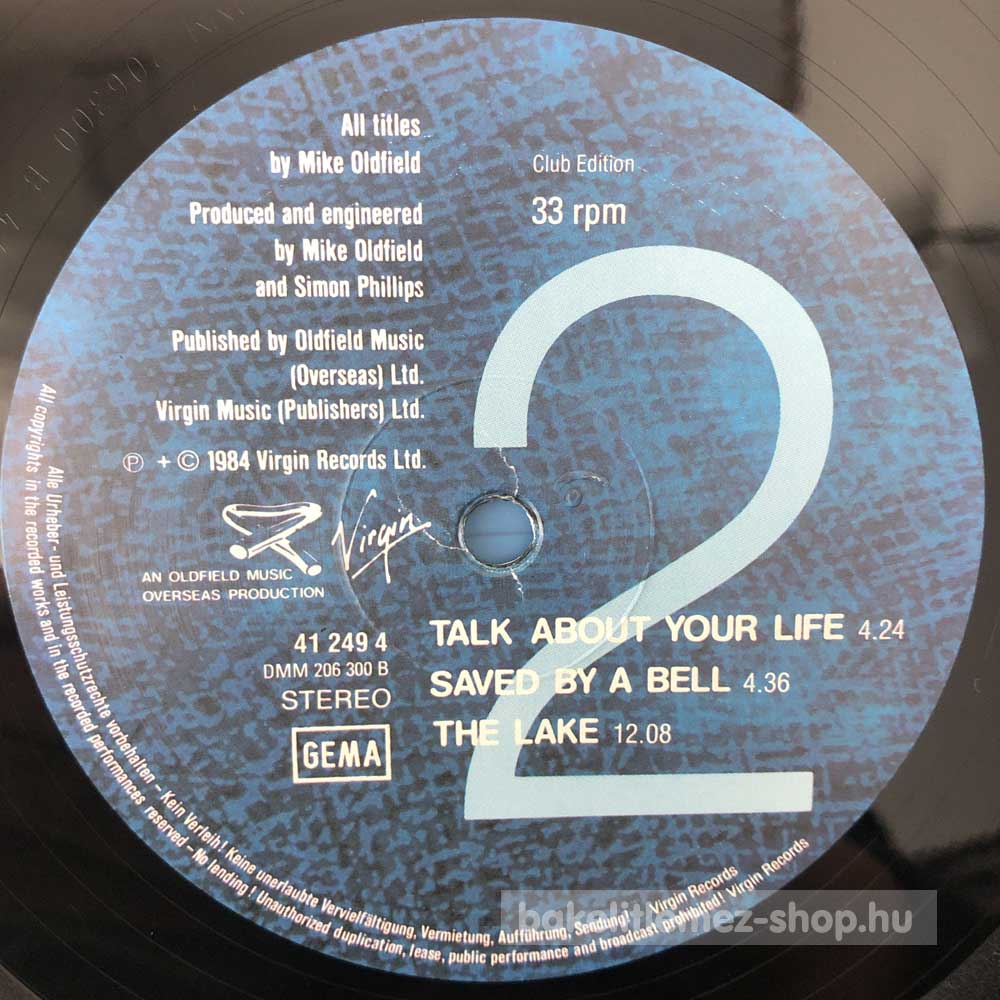 All titles
by Mike Oldfield
Produced and engineered
by Mike Oldfield
and Simon Phillips
Published by Oldfield Music
(Overseas) Ltd.
Virgin Music (Publishers) Ltd.
℗ + © 1984 Virgin Records Ltd.
Club Edition
33 rpm
2
Virgin
AN OLDFIELD MUSIC
OVERSEAS PRODUCTION
41 249 4
DMM 206 300 B
STEREO
GEMA
TALK ABOUT YOUR LIFE 4.24
SAVED BY A BELL 4.36
THE LAKE 12.08
Alle Urheber- und Leistungsschutzrechte vorbehalten – Kein Verleih! Keine unerlaubte Vervielfältigung, Vermietung, Aufführung, Sendung! Virgin Records
All copyrights in the recorded works and in the recorded performances reserved – No lending! Unauthorized duplication, lease, public performance and broadcast prohibited! Virgin Records
bakelitlemez-shop.hu